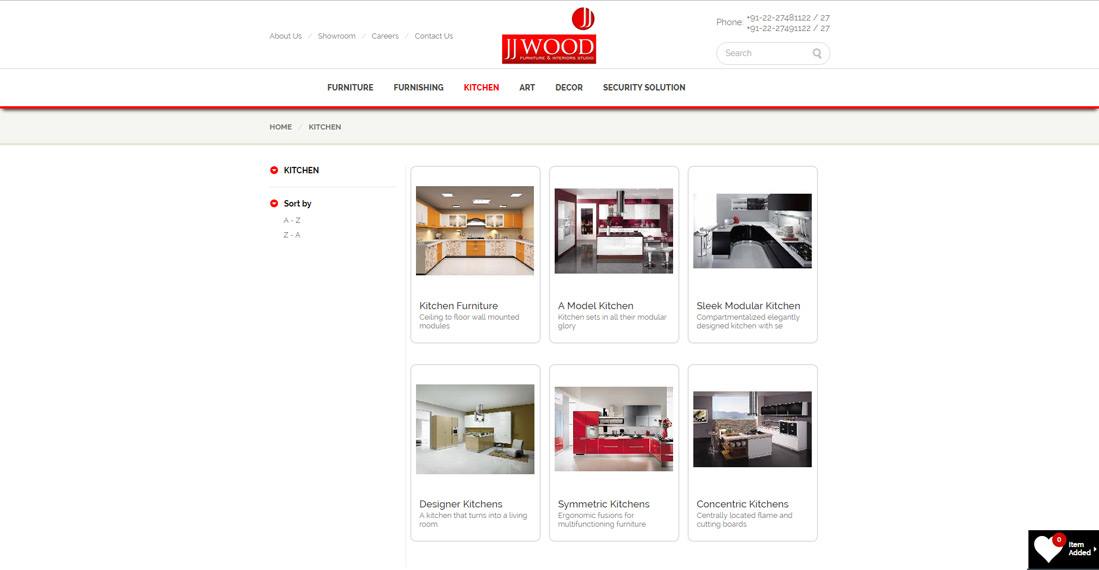 About Us / Showroom / Careers / Contact Us
JJ
JJ WOOD
FURNITURE & INTERIORS STUDIO
Phone: +91-22-27481122 / 27
+91-22-27491122 / 27
Search
FURNITURE FURNISHING KITCHEN ART DECOR SECURITY SOLUTION
HOME / KITCHEN
KITCHEN
Sort by
A - Z
Z - A
Kitchen Furniture
Ceiling to floor wall mounted
modules
A Model Kitchen
Kitchen sets in all their modular
glory
Sleek Modular Kitchen
Compartmentalized elegantly
designed kitchen with se
Designer Kitchens
A kitchen that turns into a living
room
Symmetric Kitchens
Ergonomic fusions for
multifunctioning furniture
Concentric Kitchens
Centrally located flame and
cutting boards
0
Item
Added